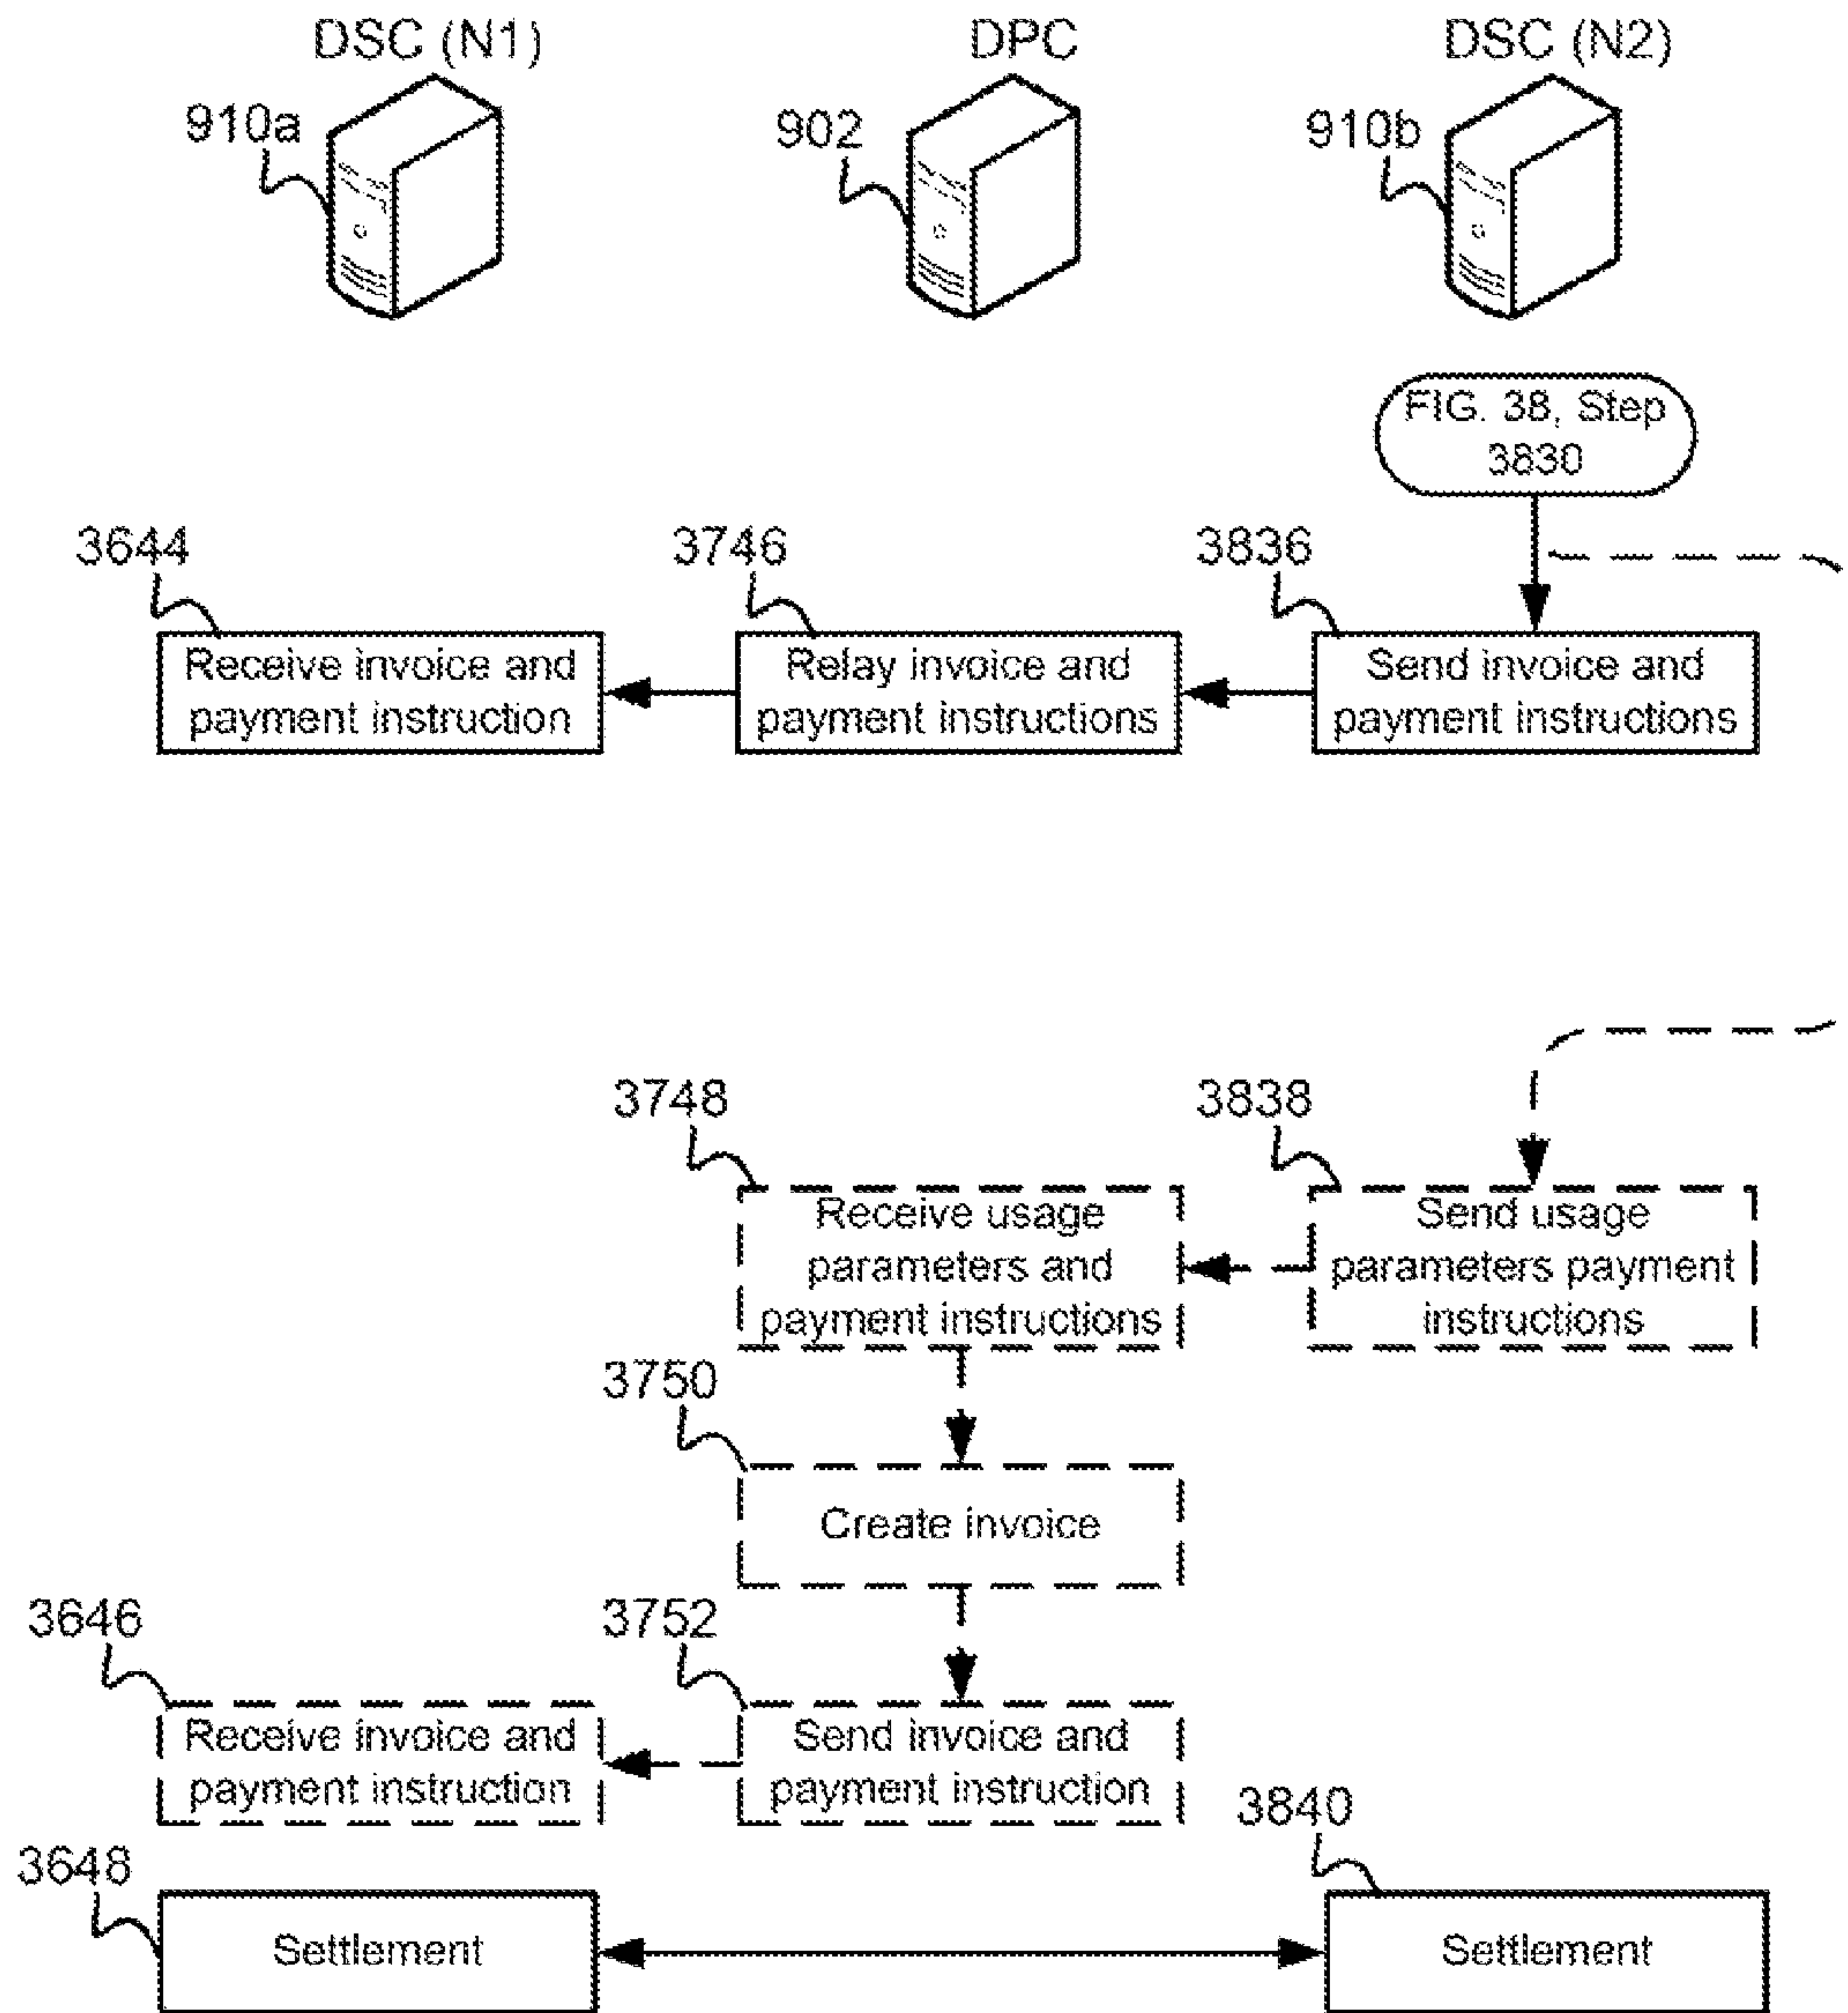 DSC (N1)
DPC
DSC (N2)
910a
902
910b
FIG. 38, Step
3830
3644
3746
3836
Receive invoice and
payment instruction
Relay invoice and
payment instructions
Send invoice and
payment instructions
3748
3838
Receive usage
parameters and
payment instructions
Send usage
parameters payment
instructions
3750
Create invoice
3646
3752
Receive invoice and
payment instruction
Send invoice and
payment instruction
3648
3840
Settlement
Settlement